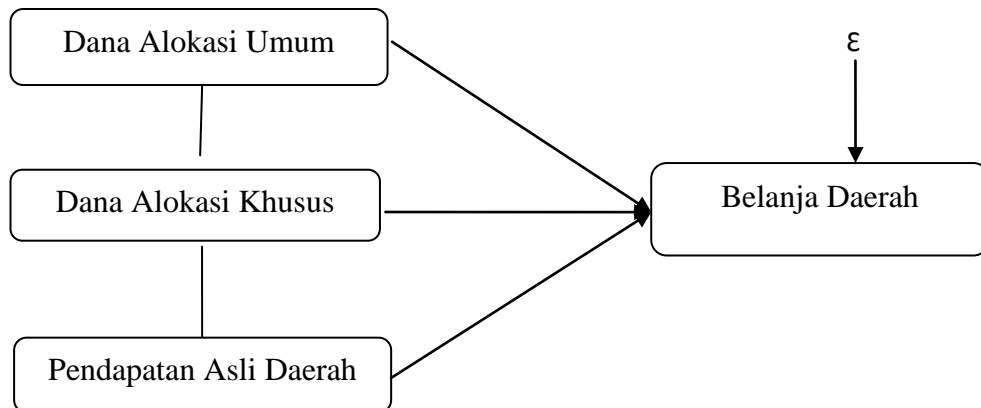 Dana Alokasi Umum
ε
Dana Alokasi Khusus
Belanja Daerah
Pendapatan Asli Daerah